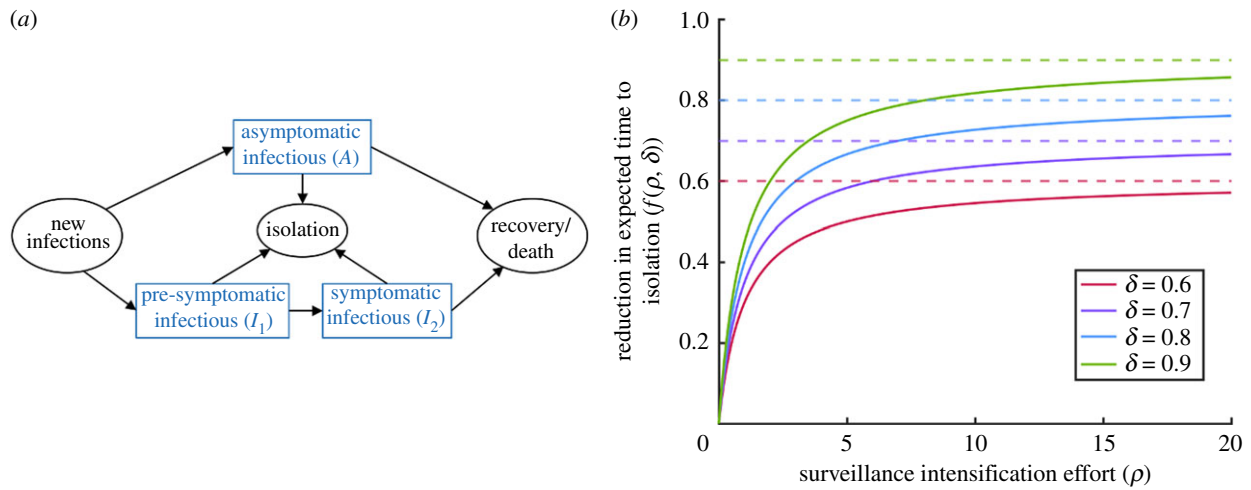 (a)
asymptomatic
infectious (A)
new
infections
isolation
recovery/
death
pre-symptomatic
infectious (I1)
symptomatic
infectious (I2)
(b)
reduction in expected time to
isolation (f (ρ, δ))
1.0
0.8
0.6
0.4
0.2
0
5
10
15
20
δ = 0.6
δ = 0.7
δ = 0.8
δ = 0.9
surveillance intensification effort (ρ)